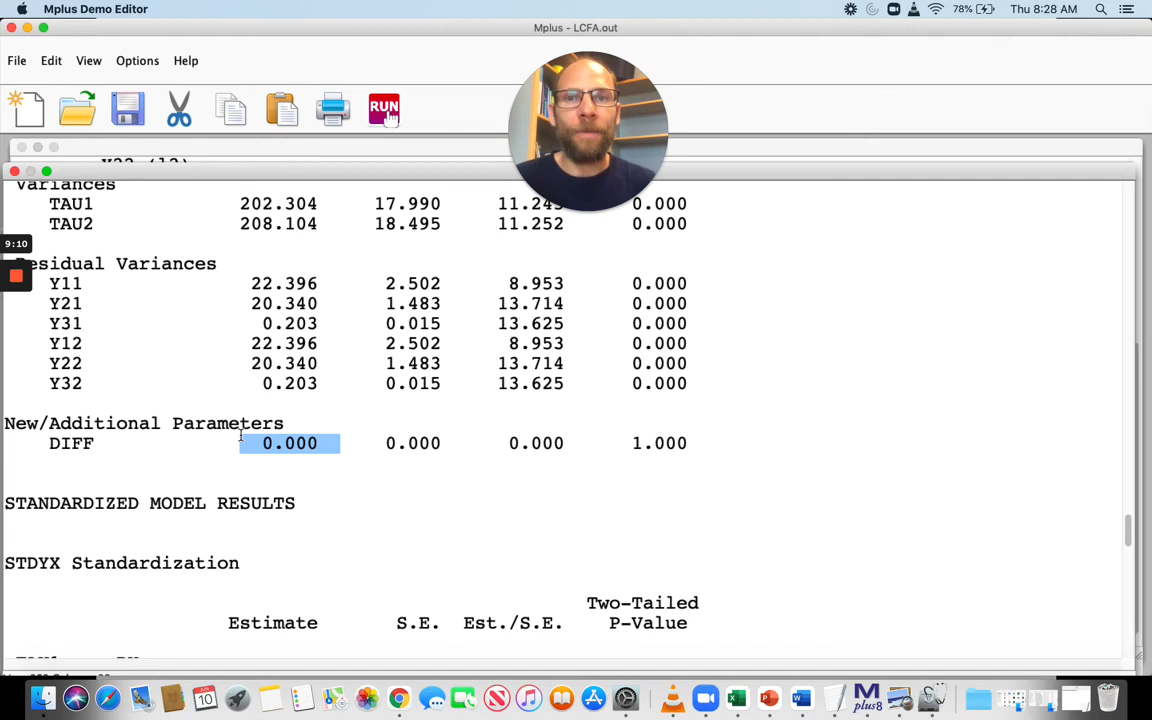 Mplus Demo Editor 78% Thu 8:28 AM
Mplus - LCFA.out
File Edit View Options Help
RUN
Variances
TAU1 202.304 17.990 11.245 0.000
TAU2 208.104 18.495 11.252 0.000
9:10
Residual Variances
Y11 22.396 2.502 8.953 0.000
Y21 20.340 1.483 13.714 0.000
Y31 0.203 0.015 13.625 0.000
Y12 22.396 2.502 8.953 0.000
Y22 20.340 1.483 13.714 0.000
Y32 0.203 0.015 13.625 0.000
New/Additional Parameters
DIFF 0.000 0.000 0.000 1.000
STANDARDIZED MODEL RESULTS
STDYX Standardization
Two-Tailed
Estimate S.E. Est./S.E. P-Value
JUN
10
M
plus8